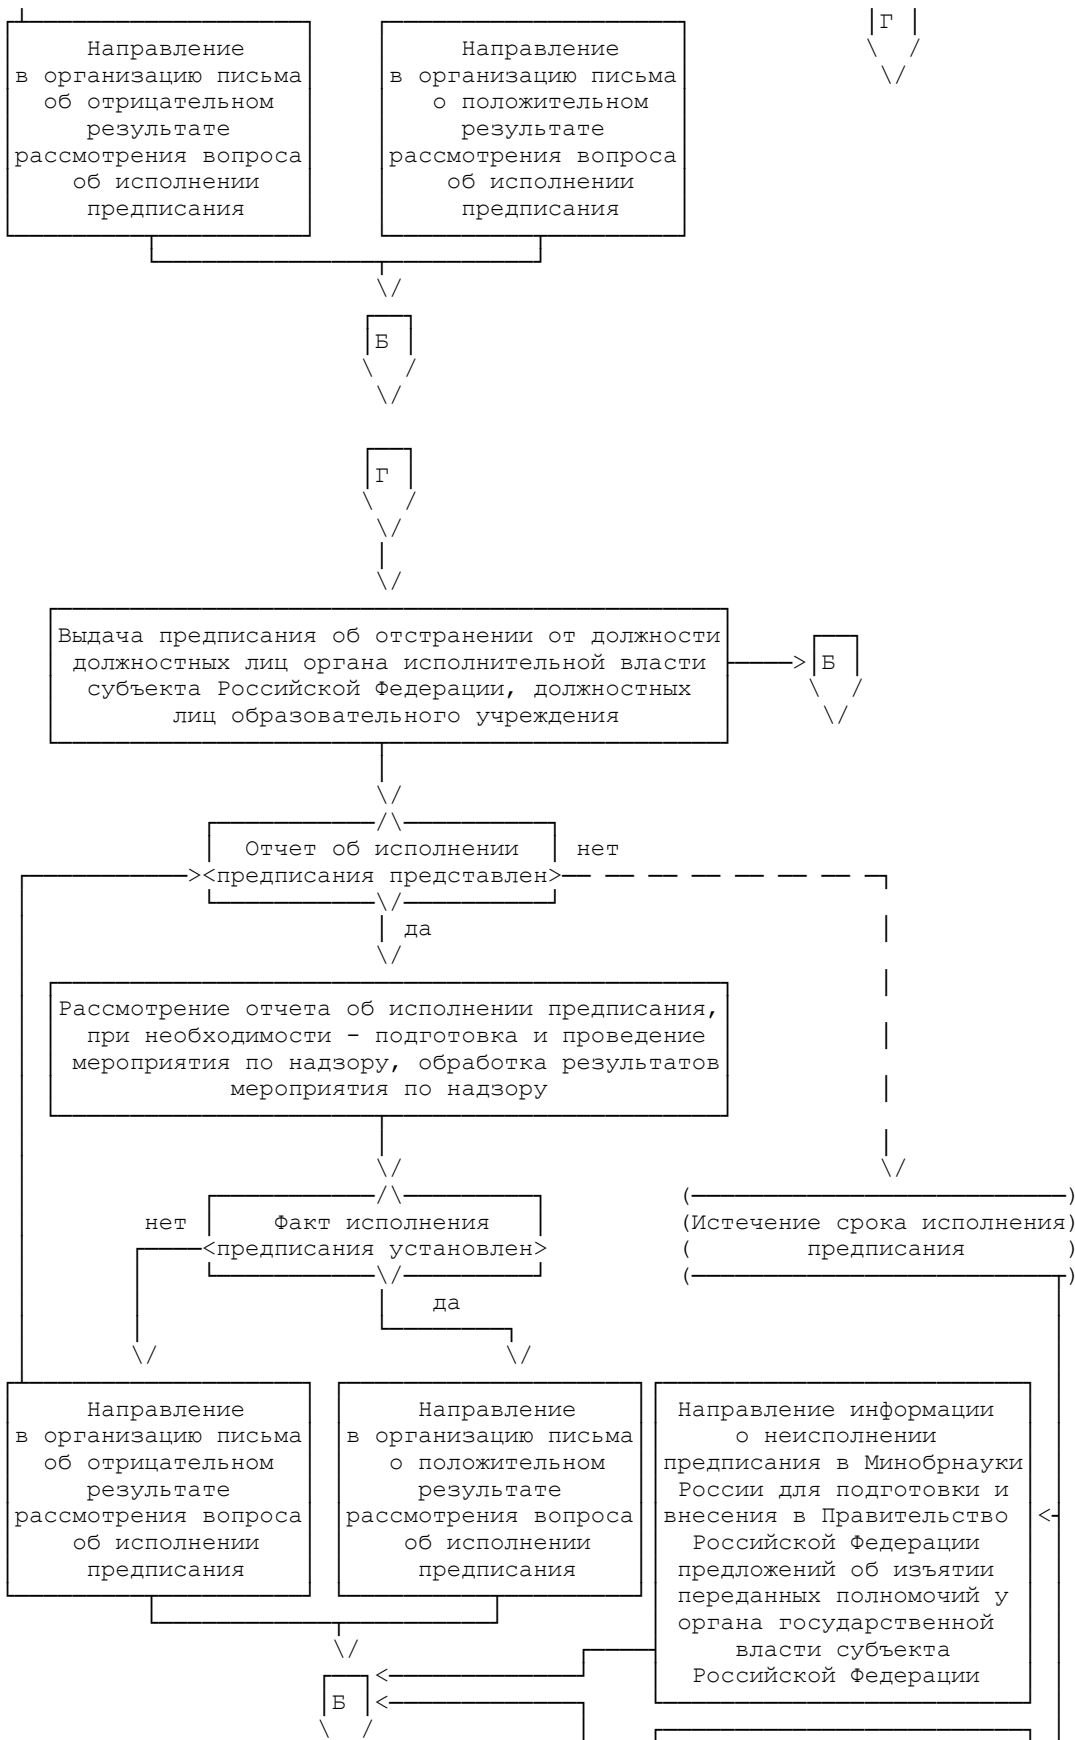 Г
Направление
в организацию письма
об отрицательном
результате
рассмотрения вопроса
об исполнении
предписания
Направление
в организацию письма
о положительном
результате
рассмотрения вопроса
об исполнении
предписания
Б
Г
Выдача предписания об отстранении от должности
должностных лиц органа исполнительной власти
субъекта Российской Федерации, должностных
лиц образовательного учреждения
Б
Отчет об исполнении
предписания представлен
нет
да
Рассмотрение отчета об исполнении предписания,
при необходимости - подготовка и проведение
мероприятия по надзору, обработка результатов
мероприятия по надзору
нет
Факт исполнения
предписания установлен
да
(Истечение срока исполнения)
( предписания )
Направление
в организацию письма
об отрицательном
результате
рассмотрения вопроса
об исполнении
предписания
Направление
в организацию письма
о положительном
результате
рассмотрения вопроса
об исполнении
предписания
Направление информации
о неисполнении
предписания в Минобрнауки
России для подготовки и
внесения в Правительство
Российской Федерации
предложений об изъятии
переданных полномочий у
органа государственной
власти субъекта
Российской Федерации
Б